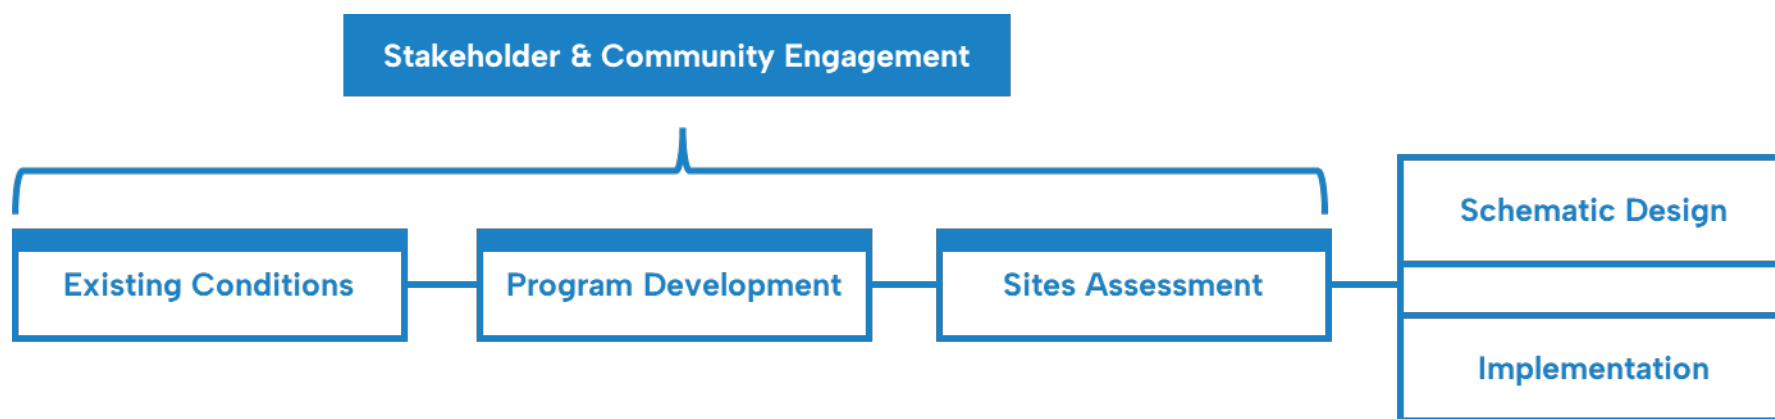 Stakeholder & Community Engagement
Existing Conditions
Program Development
Sites Assessment
Schematic Design
Implementation